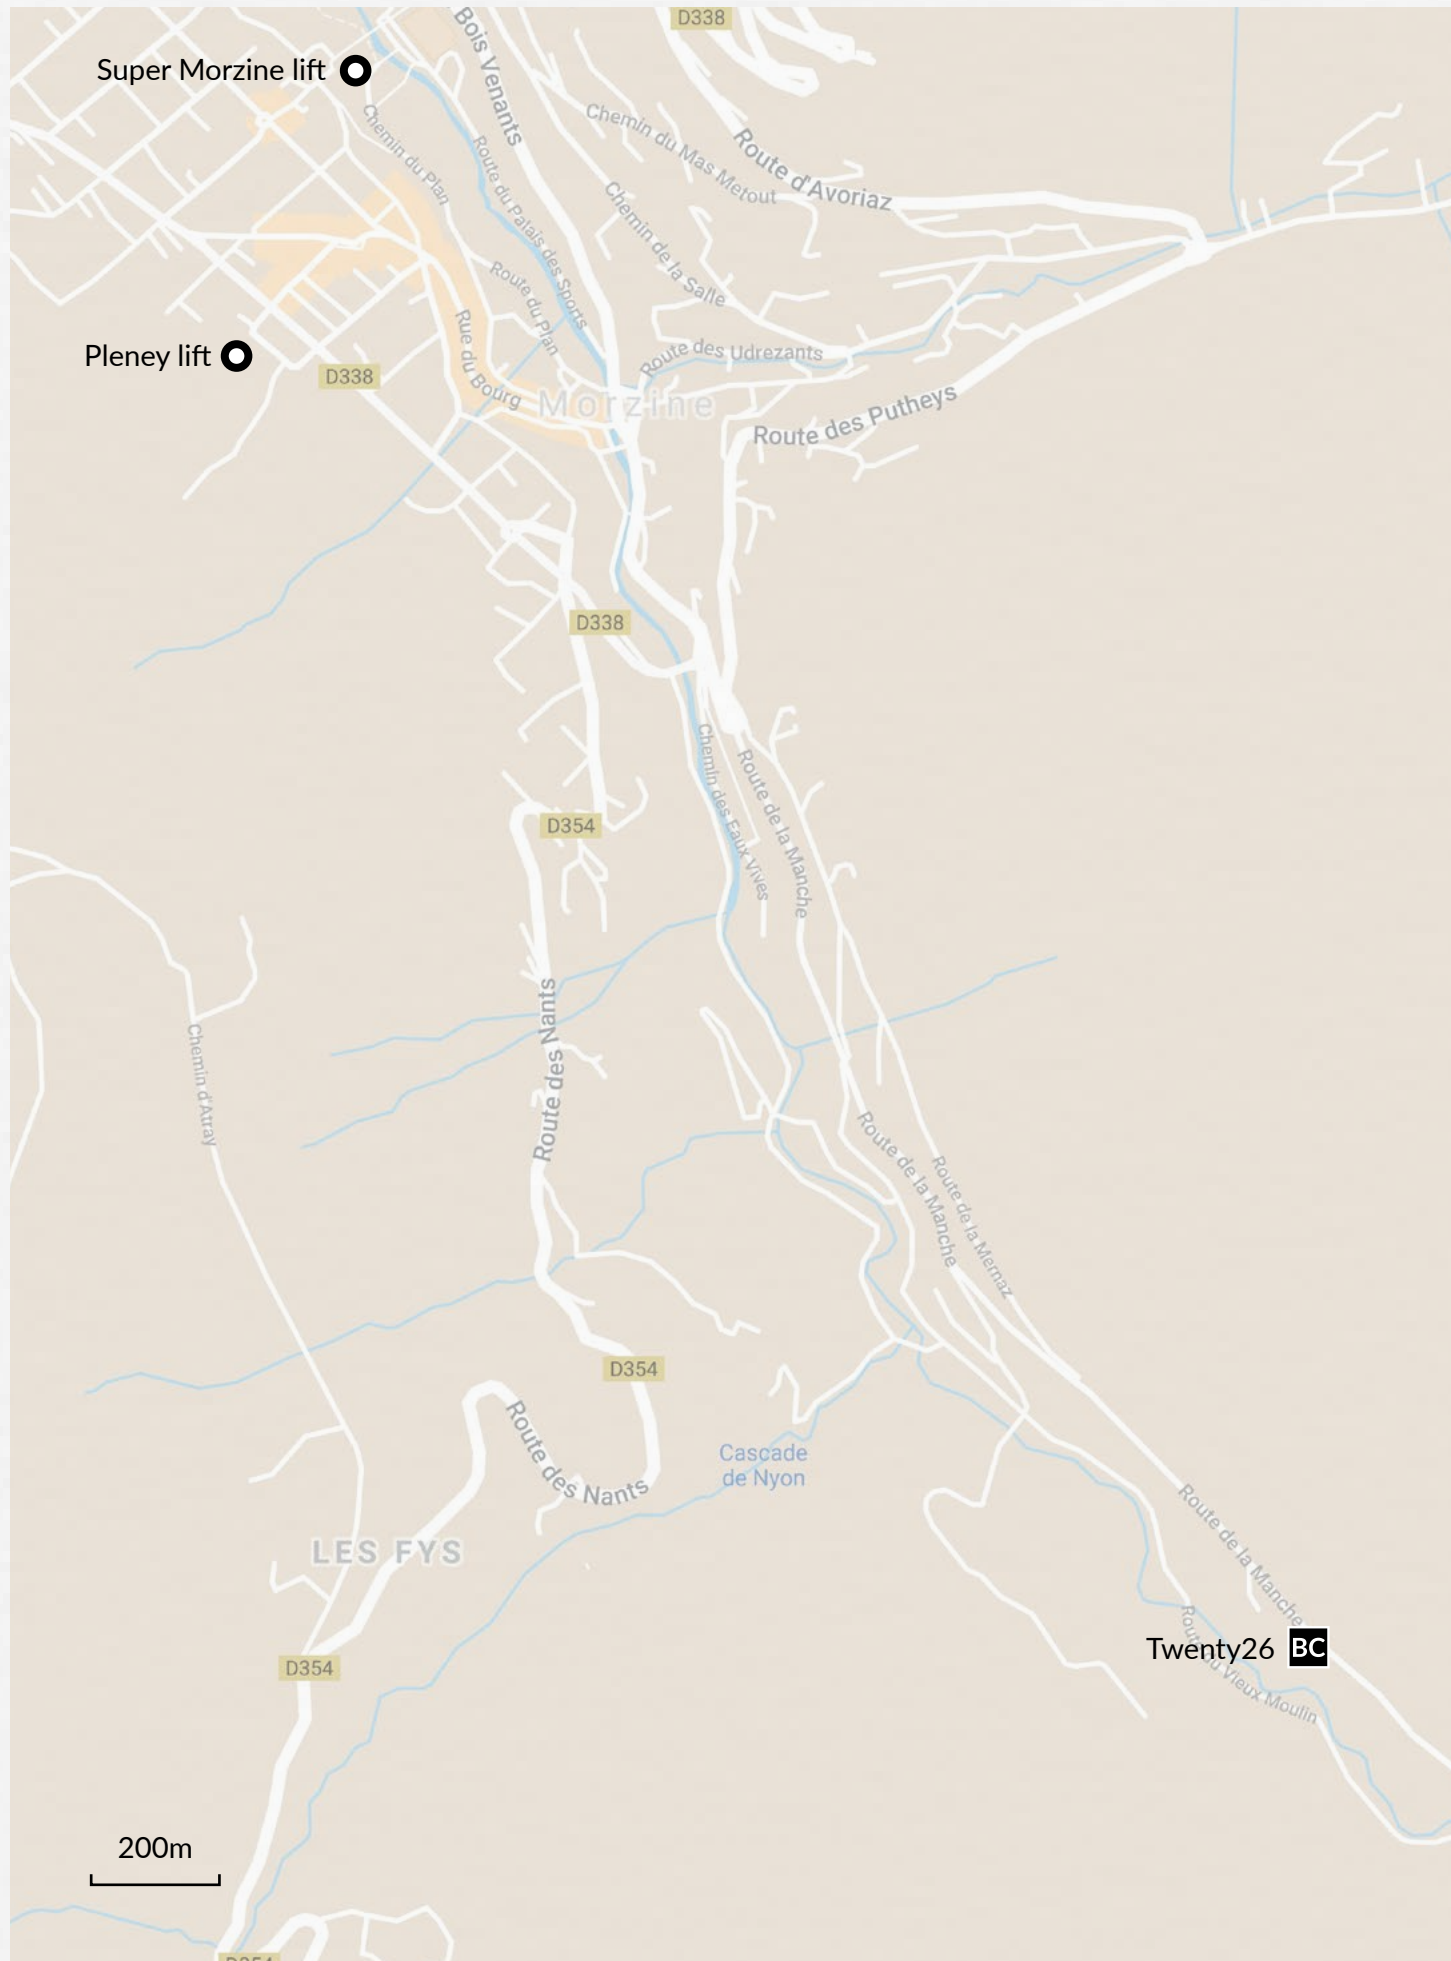 D338
Super Morzine lift
Bois Venants
Chemin du Plan
Route du Palais des Sports
Chemin du Mas Metout
Route d'Avoriaz
Chemin de la Salle
Route du Plan
Rue du Bourg
Pleney lift
D338
Route des Udrezants
Morzine
Route des Putheys
D338
Chemin des Eaux Vives
Route de la Manche
D354
Route des Nants
Chemin d'Atray
Route de la Manche
Route de la Mernaz
D354
Route des Nants
Cascade
de Nyon
LES FYS
Route de la Manche
Twenty26 BC
Route du Vieux Moulin
D354
200m
D354